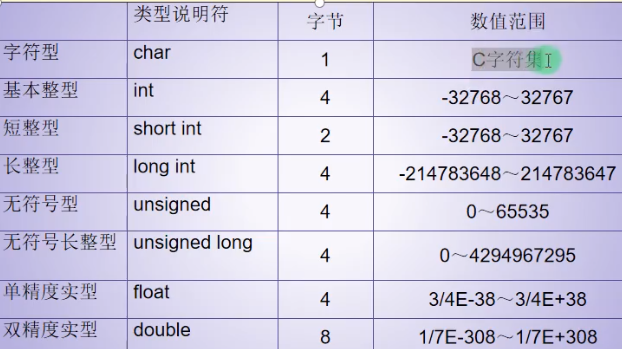 类型说明符 字节 数值范围
字符型 char 1 C字符集
基本整型 int 4 -32768～32767
短整型 short int 2 -32768～32767
长整型 long int 4 -214783648～214783647
无符号型 unsigned 4 0～65535
无符号长整型 unsigned long 4 0～4294967295
单精度实型 float 4 3/4E-38～3/4E+38
双精度实型 double 8 1/7E-308～1/7E+308